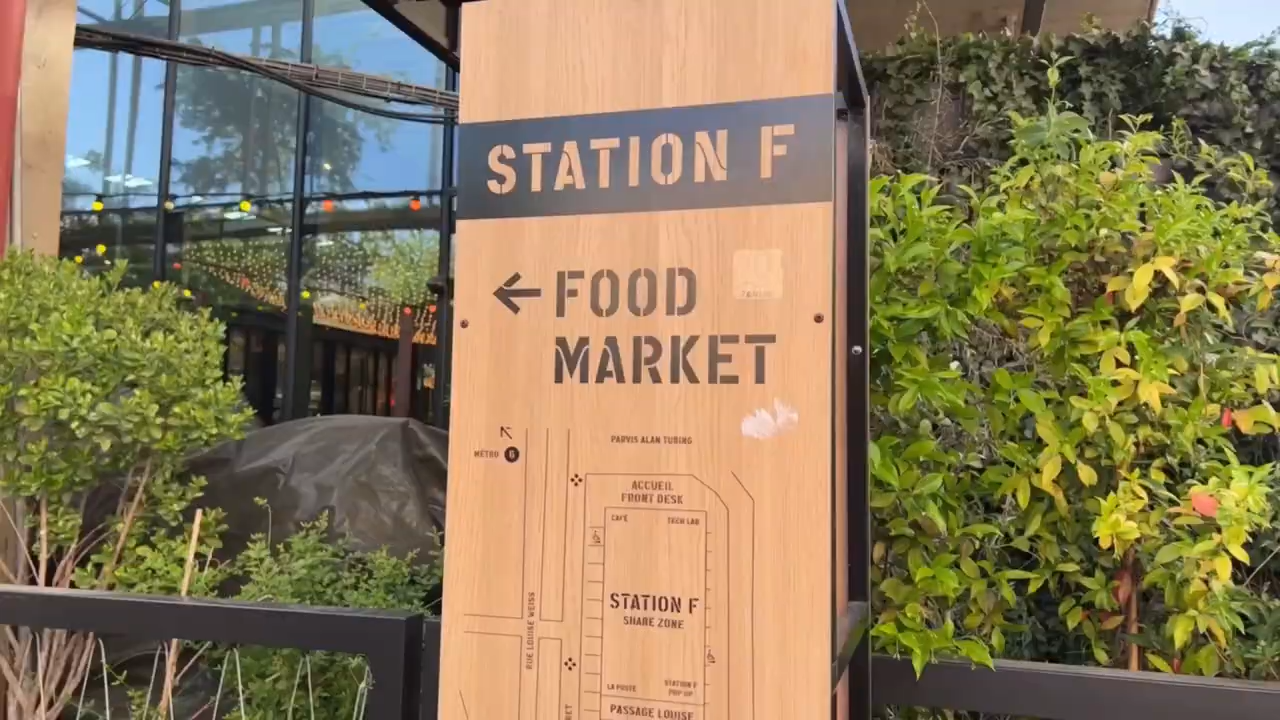 STATION F
← FOOD
MARKET
PARVIS ALAN TURING
MÉTRO 6
ACCUEIL
FRONT DESK
CAFÉ
TECH LAB
STATION F
SHARE ZONE
RUE LOUISE WEISS
LA POSTE
STATION F
POP UP
PASSAGE LOUISE